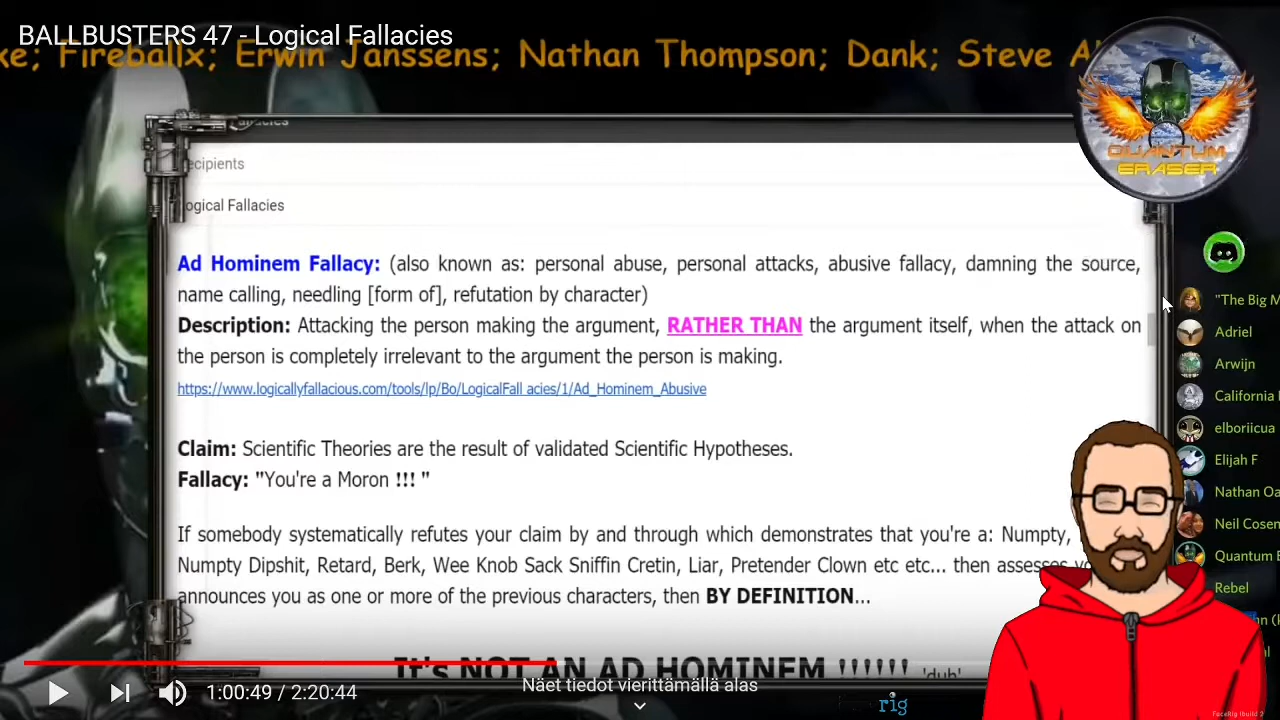 BALLBUSTERS 47 - Logical Fallacies
ke; Fireballx; Erwin Janssens; Nathan Thompson; Dank; Steve A
QUANTUM
ERASER
Fallacies
ecipients
ogical Fallacies
Ad Hominem Fallacy: (also known as: personal abuse, personal attacks, abusive fallacy, damning the source,
name calling, needling [form of], refutation by character)
Description: Attacking the person making the argument, RATHER THAN the argument itself, when the attack on
the person is completely irrelevant to the argument the person is making.
https://www.logicallyfallacious.com/tools/lp/Bo/LogicalFall acies/1/Ad_Hominem_Abusive
Claim: Scientific Theories are the result of validated Scientific Hypotheses.
Fallacy: "You're a Moron !!! "
If somebody systematically refutes your claim by and through which demonstrates that you're a: Numpty,
Numpty Dipshit, Retard, Berk, Wee Knob Sack Sniffin Cretin, Liar, Pretender Clown etc etc... then assesses
announces you as one or more of the previous characters, then BY DEFINITION...
It's NOT AN AD HOMINEM !!!!!! 'duh'
"The Big M
Adriel
Arwijn
California
elboriicua
Elijah F
Nathan Oa
Neil Cosen
Quantum E
Rebel
1:00:49 / 2:20:44
Näet tiedot vierittämällä alas
rig